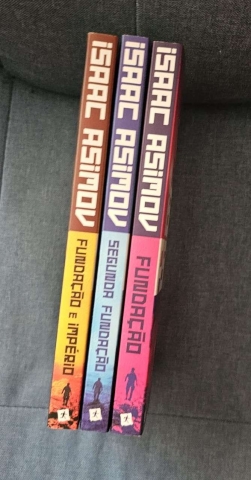 ISAAC ASIMOV
FUNDAÇÃO E IMPÉRIO
ISAAC ASIMOV
SEGUNDA FUNDAÇÃO
ISAAC ASIMOV
FUNDAÇÃO